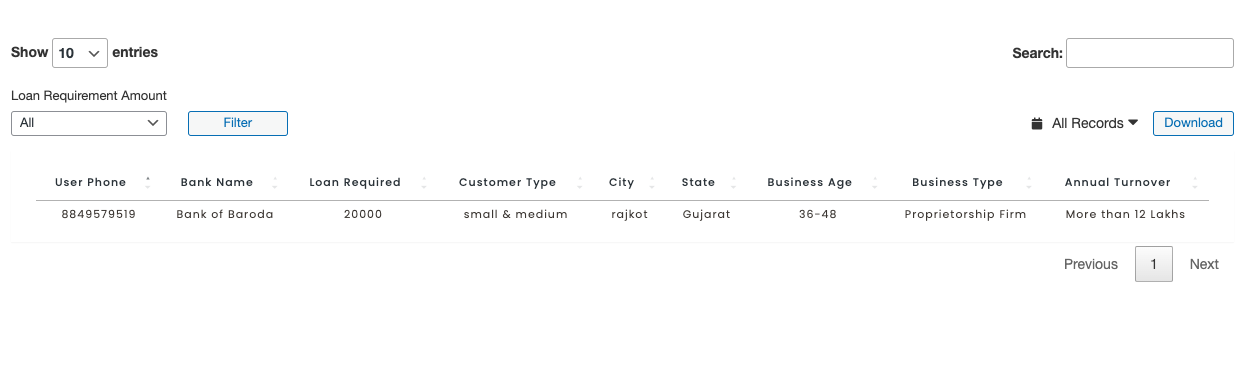 Show 10 entries Search:
Loan Requirement Amount
All Filter All Records Download
User Phone Bank Name Loan Required Customer Type City State Business Age Business Type Annual Turnover
8849579519 Bank of Baroda 20000 small & medium rajkot Gujarat 36-48 Proprietorship Firm More than 12 Lakhs
Previous 1 Next